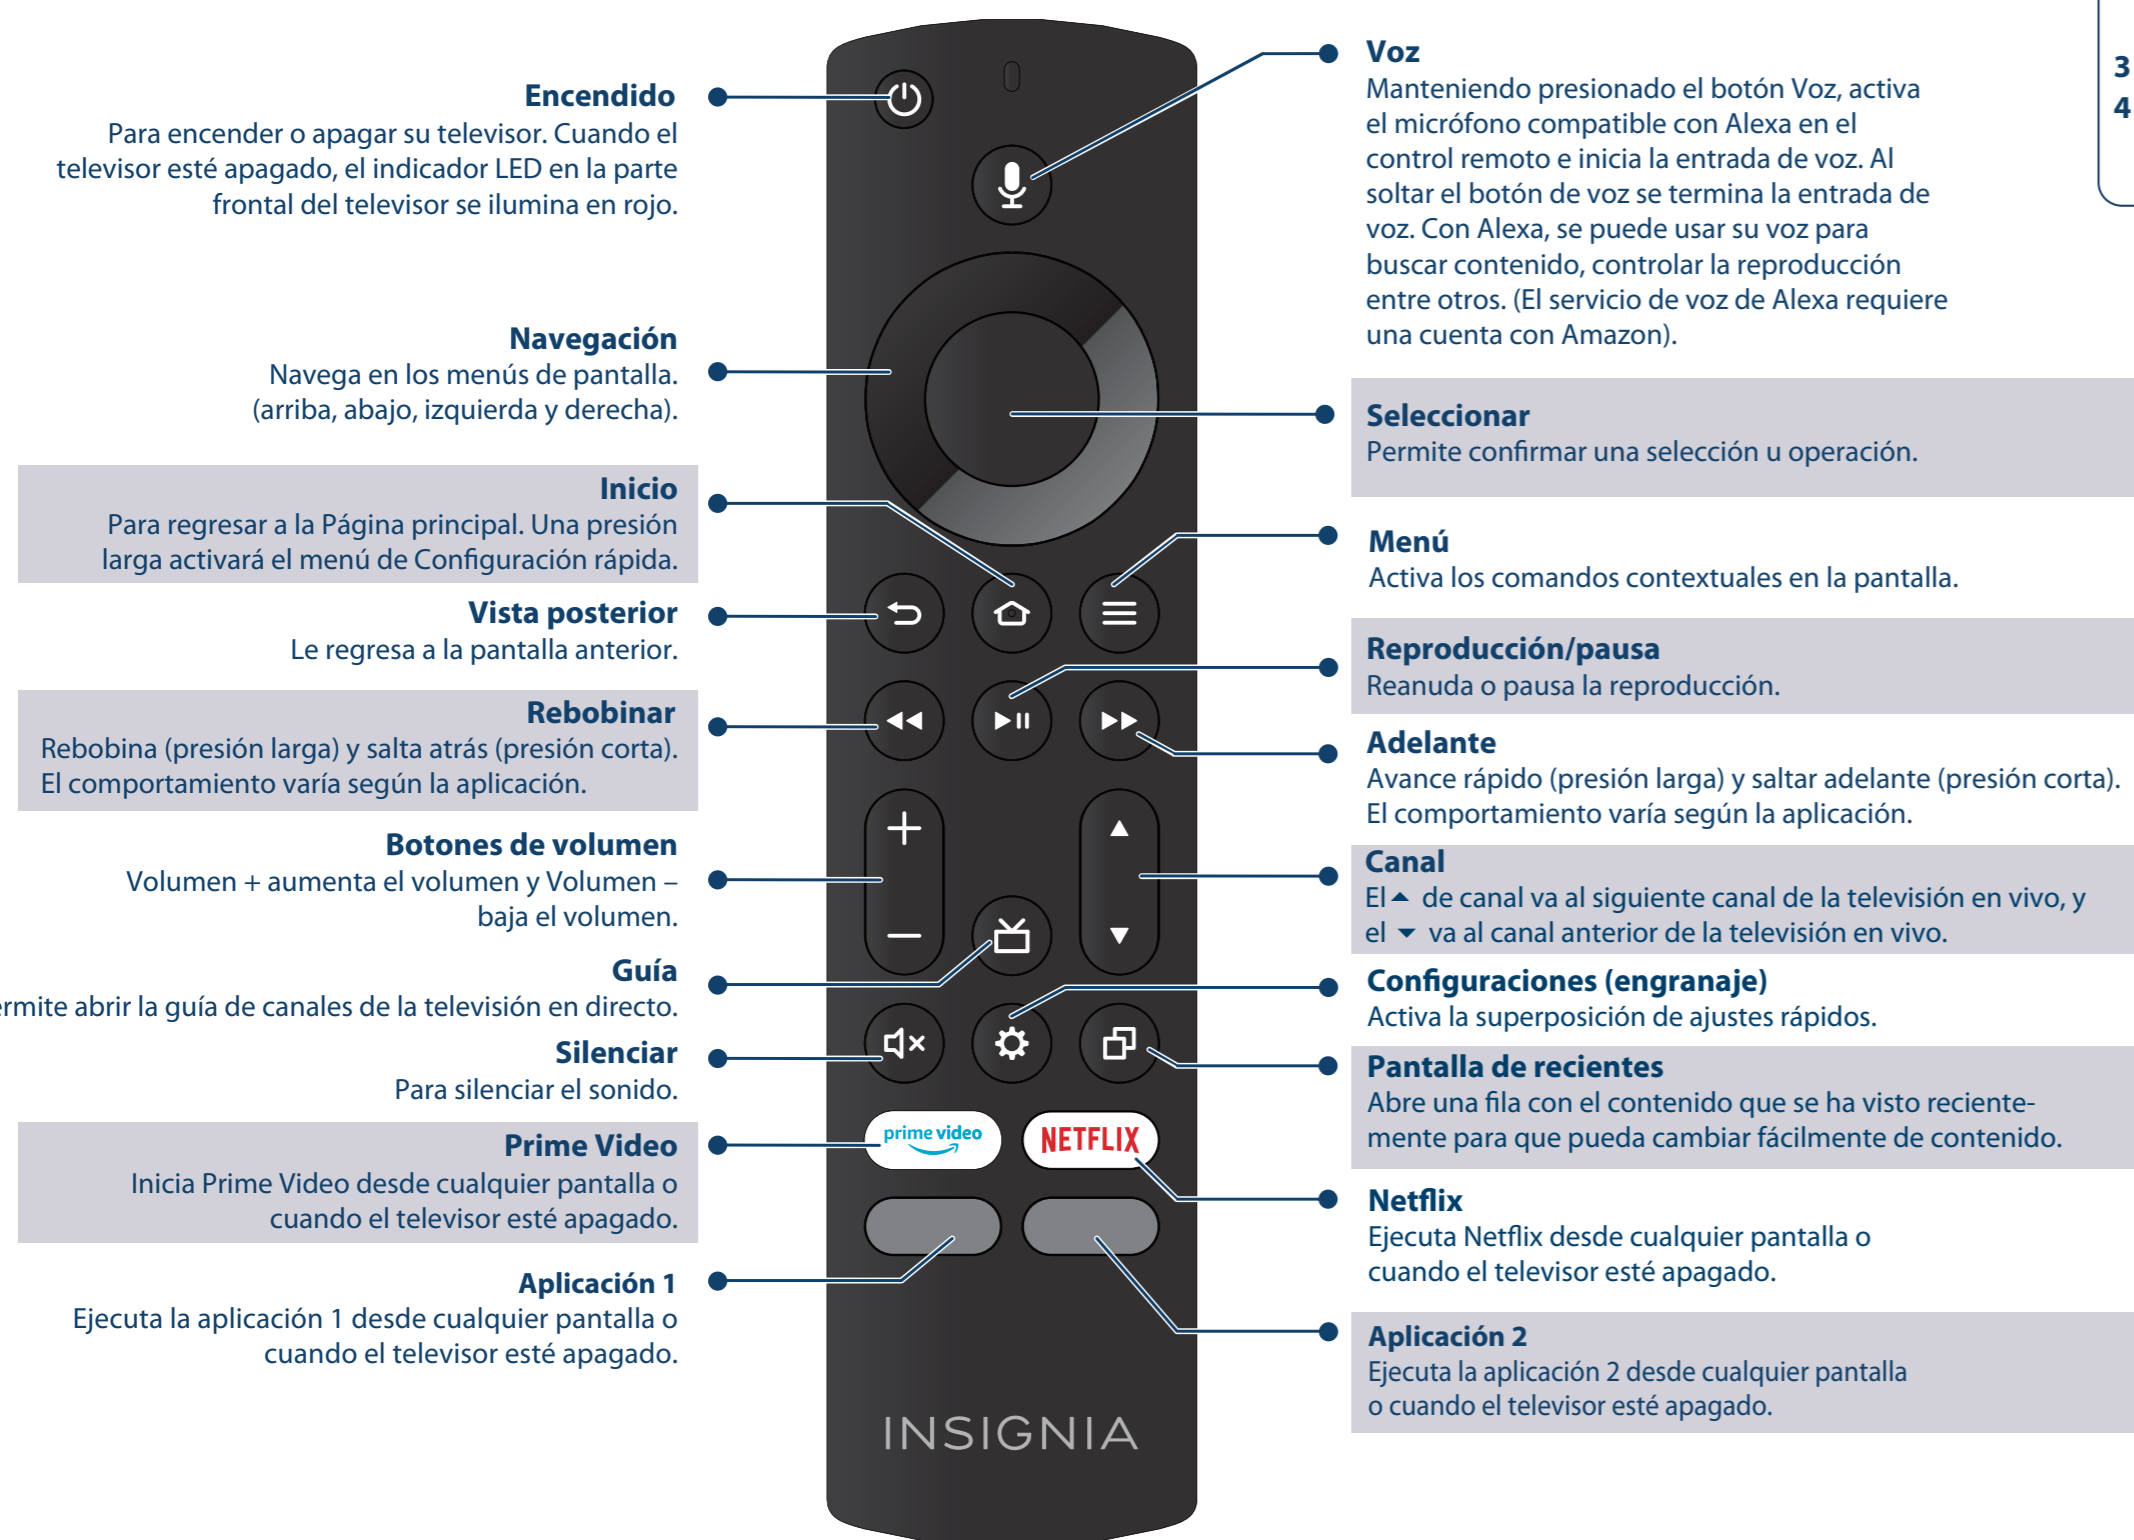 Encendido
Para encender o apagar su televisor. Cuando el
televisor esté apagado, el indicador LED en la parte
frontal del televisor se ilumina en rojo.
Navegación
Navega en los menús de pantalla.
(arriba, abajo, izquierda y derecha).
Inicio
Para regresar a la Página principal. Una presión
larga activará el menú de Configuración rápida.
Vista posterior
Le regresa a la pantalla anterior.
Rebobinar
Rebobina (presión larga) y salta atrás (presión corta).
El comportamiento varía según la aplicación.
Botones de volumen
Volumen + aumenta el volumen y Volumen –
baja el volumen.
Guía
ermite abrir la guía de canales de la televisión en directo.
Silenciar
Para silenciar el sonido.
Prime Video
Inicia Prime Video desde cualquier pantalla o
cuando el televisor esté apagado.
Aplicación 1
Ejecuta la aplicación 1 desde cualquier pantalla o
cuando el televisor esté apagado.
prime video
NETFLIX
INSIGNIA
Voz
Manteniendo presionado el botón Voz, activa
el micrófono compatible con Alexa en el
control remoto e inicia la entrada de voz. Al
soltar el botón de voz se termina la entrada de
voz. Con Alexa, se puede usar su voz para
buscar contenido, controlar la reproducción
entre otros. (El servicio de voz de Alexa requiere
una cuenta con Amazon).
Seleccionar
Permite confirmar una selección u operación.
Menú
Activa los comandos contextuales en la pantalla.
Reproducción/pausa
Reanuda o pausa la reproducción.
Adelante
Avance rápido (presión larga) y saltar adelante (presión corta).
El comportamiento varía según la aplicación.
Canal
El ▲ de canal va al siguiente canal de la televisión en vivo, y
el ▼ va al canal anterior de la televisión en vivo.
Configuraciones (engranaje)
Activa la superposición de ajustes rápidos.
Pantalla de recientes
Abre una fila con el contenido que se ha visto reciente-
mente para que pueda cambiar fácilmente de contenido.
Netflix
Ejecuta Netflix desde cualquier pantalla o
cuando el televisor esté apagado.
Aplicación 2
Ejecuta la aplicación 2 desde cualquier pantalla
o cuando el televisor esté apagado.
3
4